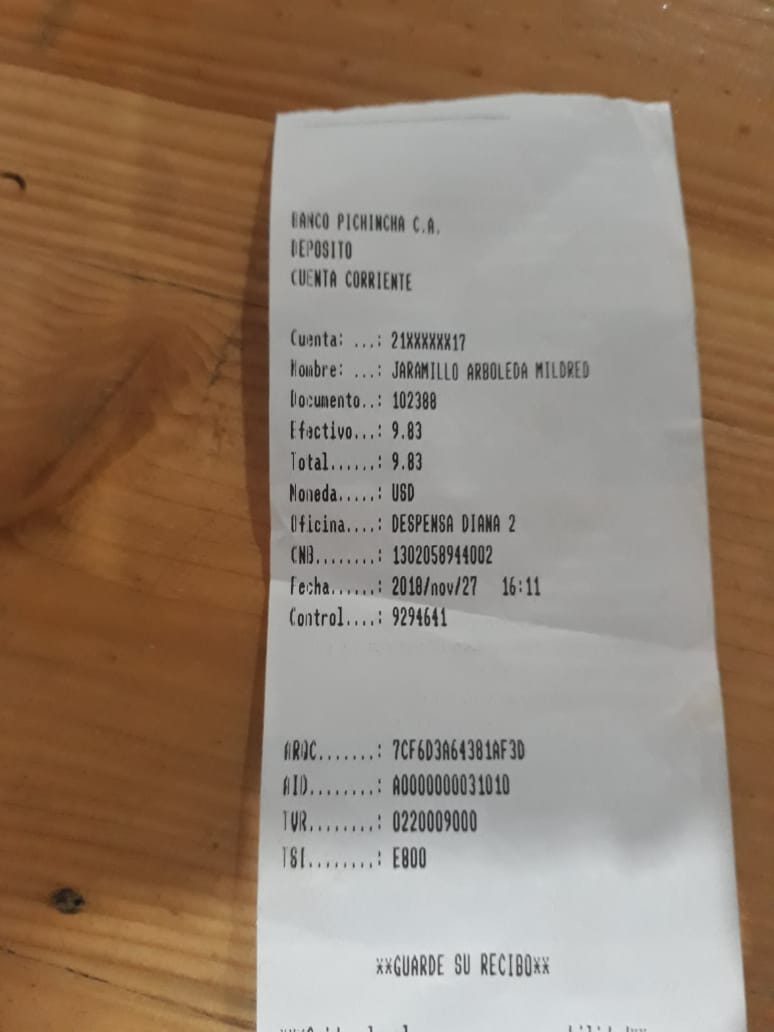 BANCO PICHINCHA C.A.
DEPOSITO
CUENTA CORRIENTE
Cuenta: ...: 21XXXXXX17
Nombre: ...: JARAMILLO ARBOLEDA MILDRED
Documento..: 102388
Efectivo...: 9.83
Total......: 9.83
Moneda.....: USD
Oficina....: DESPENSA DIANA 2
CNB........: 1302058944002
Fecha......: 2018/nov/27 16:11
Control....: 9294641
ARQC.......: 7CF6D3A64381AF3D
AID........: A0000000031010
TVR........: 0220009000
TSI........: E800
**GUARDE SU RECIBO**